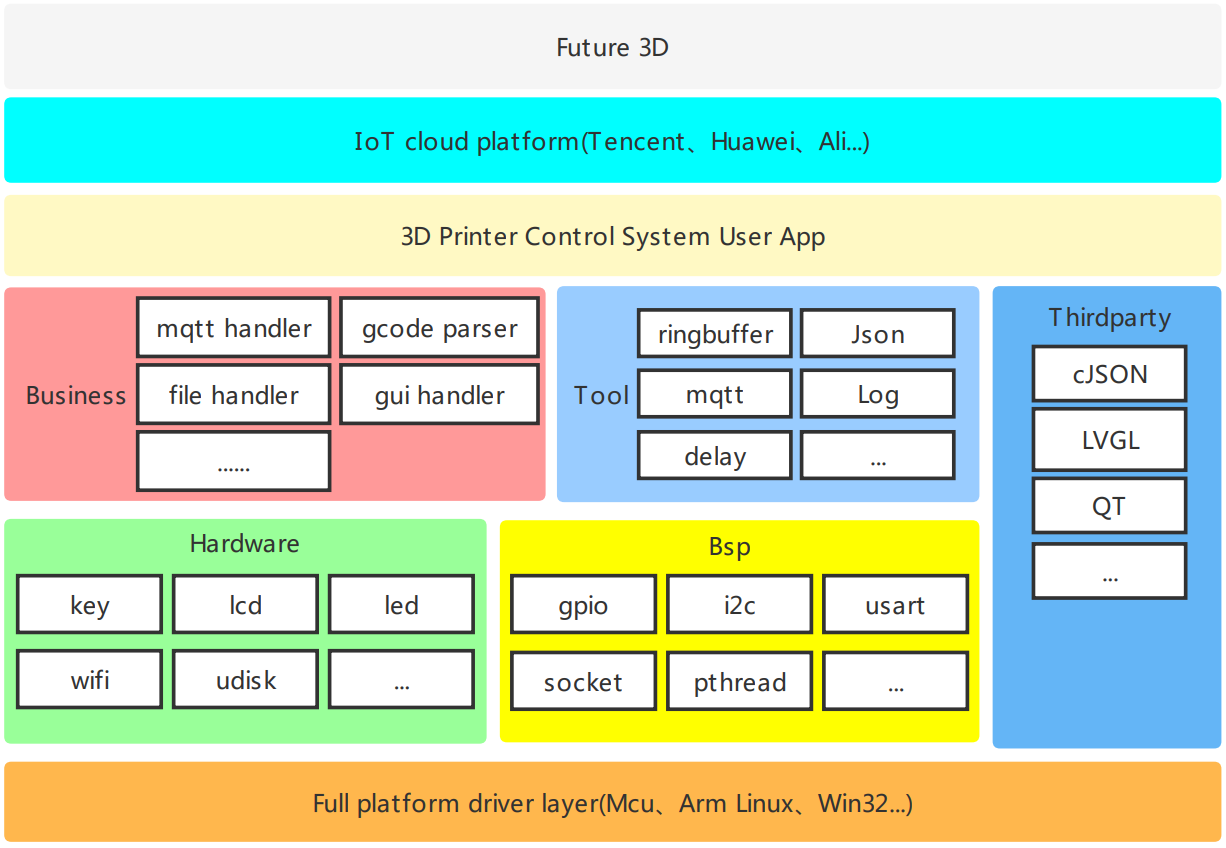 Future 3D
IoT cloud platform(Tencent、Huawei、Ali...)
3D Printer Control System User App
Business
mqtt handler
gcode parser
file handler
gui handler
......
Tool
ringbuffer
Json
mqtt
Log
delay
...
Thirdparty
cJSON
LVGL
QT
...
Hardware
key
lcd
led
wifi
udisk
...
Bsp
gpio
i2c
usart
socket
pthread
...
Full platform driver layer(Mcu、Arm Linux、Win32...)